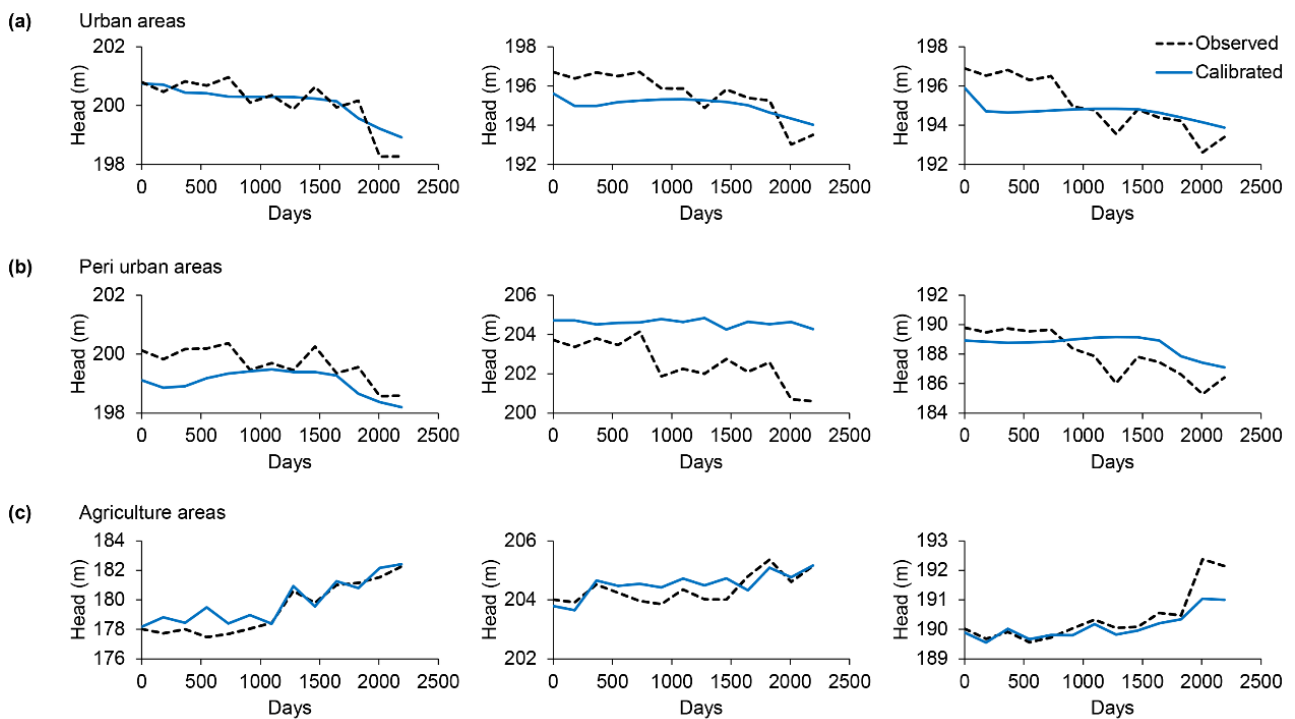 (a) Urban areas
Observed
Calibrated
Head (m)
202
200
198
0 500 1000 1500 2000 2500
Days
Head (m)
198
196
194
192
0 500 1000 1500 2000 2500
Days
Head (m)
198
196
194
192
0 500 1000 1500 2000 2500
Days
(b) Peri urban areas
Head (m)
202
200
198
0 500 1000 1500 2000 2500
Days
Head (m)
206
204
202
200
0 500 1000 1500 2000 2500
Days
Head (m)
192
190
188
186
184
0 500 1000 1500 2000 2500
Days
(c) Agriculture areas
Head (m)
184
182
180
178
176
0 500 1000 1500 2000 2500
Days
Head (m)
206
204
202
0 500 1000 1500 2000 2500
Days
Head (m)
193
192
191
190
189
0 500 1000 1500 2000 2500
Days